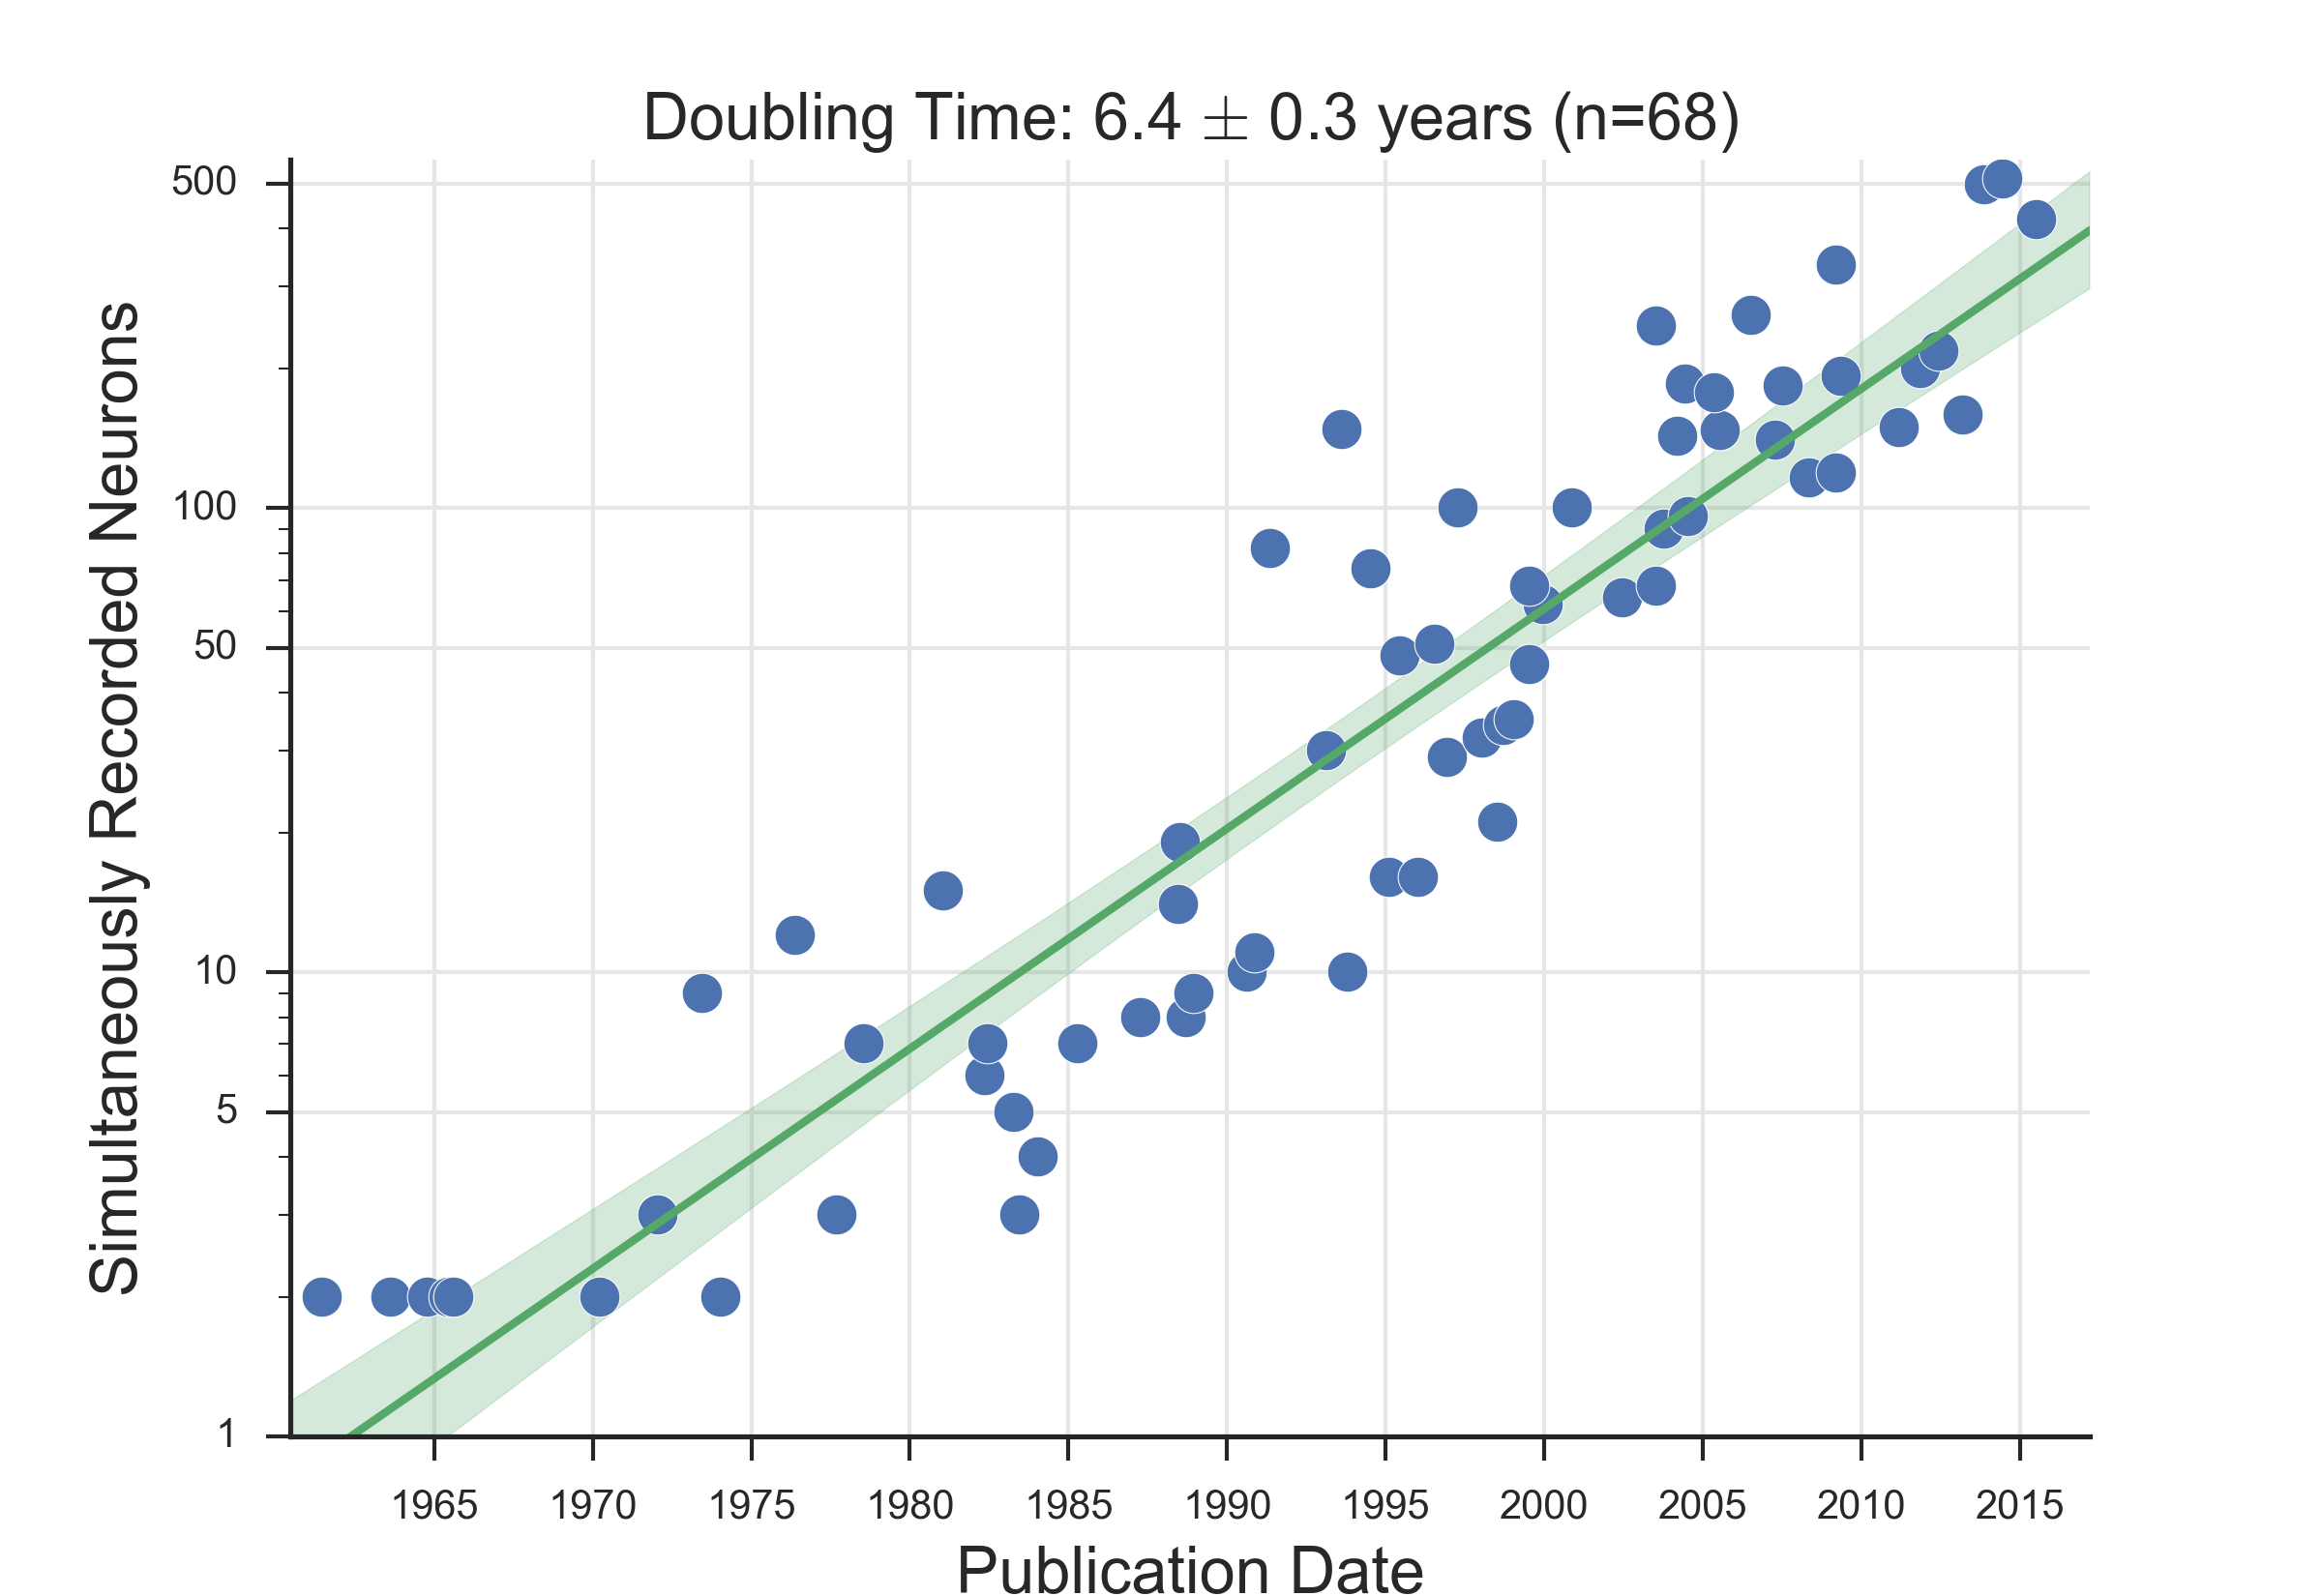 Doubling Time: 6.4 ± 0.3 years (n=68)
Simultaneously Recorded Neurons
500
100
50
10
5
1
1965 1970 1975 1980 1985 1990 1995 2000 2005 2010 2015
Publication Date